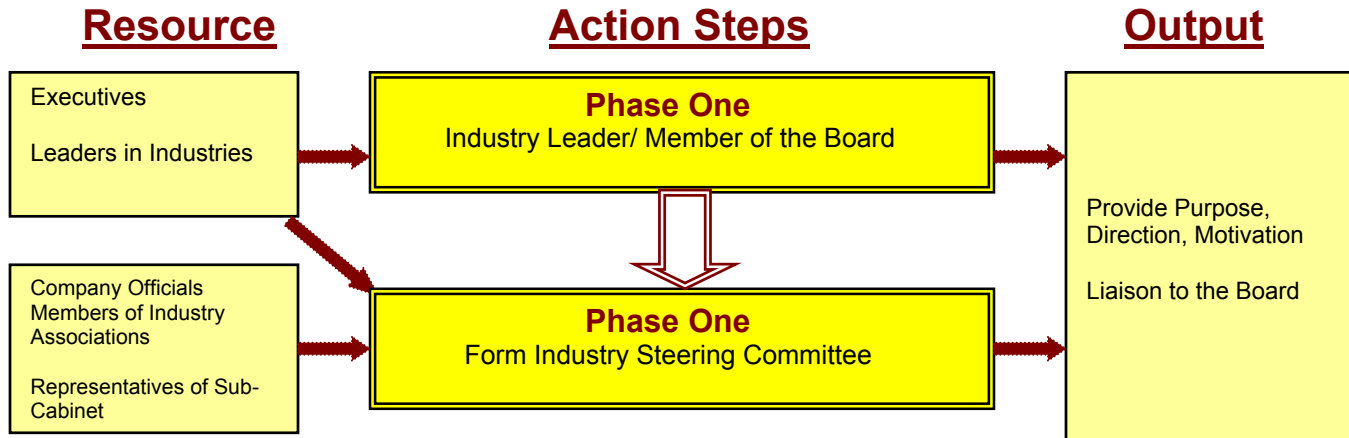 Resource
Action Steps
Output
Executives
Leaders in Industries
Phase One
Industry Leader/ Member of the Board
Provide Purpose,
Direction, Motivation
Liaison to the Board
Company Officials
Members of Industry
Associations
Representatives of Sub-
Cabinet
Phase One
Form Industry Steering Committee